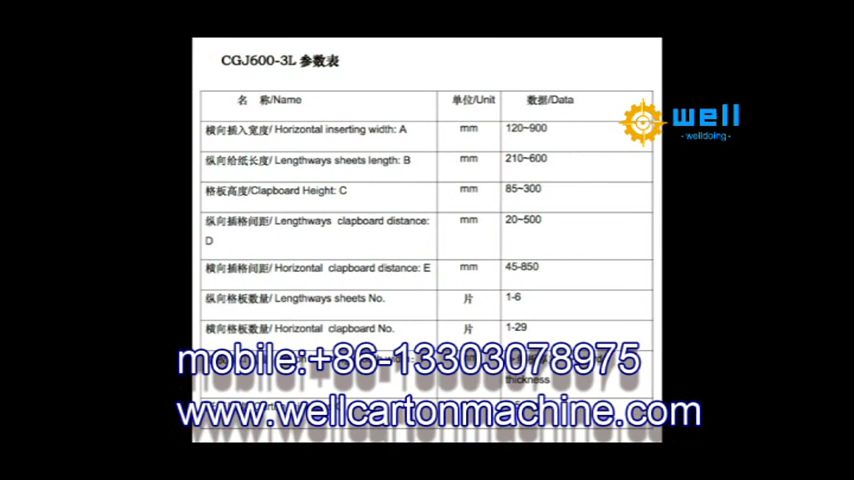 CGJ600-3L 参数表
名 称/Name 单位/Unit 数据/Data
well
- welldoing -
横向插入宽度/ Horizontal inserting width: A mm 120~900
纵向给纸长度/ Lengthways sheets length: B mm 210~600
格板高度/Clapboard Height: C mm 85~300
纵向插格间距/ Lengthways clapboard distance: mm 20~500
D
横向插格间距/ Horizontal clapboard distance: E mm 45-850
纵向格板数量/ Lengthways sheets No. 片 1-6
横向格板数量/ Horizontal clapboard No. 片 1-29
mobile:+86-13303078975
thickness
www.wellcartonmachine.com